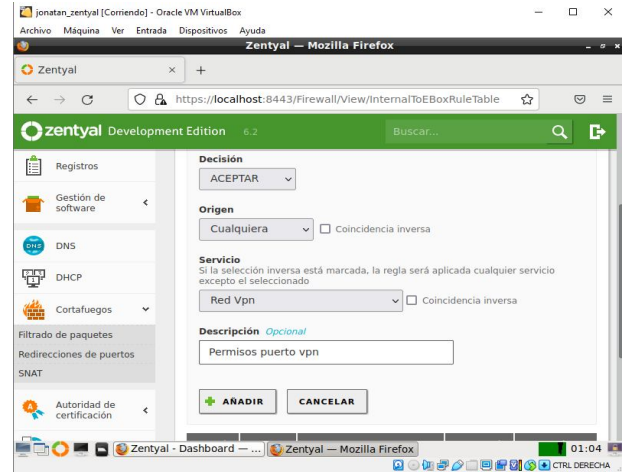 jonatan_zentyal [Corriendo] - Oracle VM VirtualBox
Archivo Máquina Ver Entrada Dispositivos Ayuda
Zentyal — Mozilla Firefox
Zentyal
https://localhost:8443/Firewall/View/InternalToEBoxRuleTable
zentyal Development Edition 6.2
Buscar...
Registros
Gestión de
software
DNS
DHCP
Cortafuegos
Filtrado de paquetes
Redirecciones de puertos
SNAT
Autoridad de
certificación
Decisión
ACEPTAR
Origen
Cualquiera
Coincidencia inversa
Servicio
Si la selección inversa está marcada, la regla será aplicada cualquier servicio
excepto el seleccionado
Red Vpn
Coincidencia inversa
Descripción Opcional
Permisos puerto vpn
AÑADIR
CANCELAR
Zentyal - Dashboard — ...
Zentyal — Mozilla Firefox
01:04
CTRL DERECHA